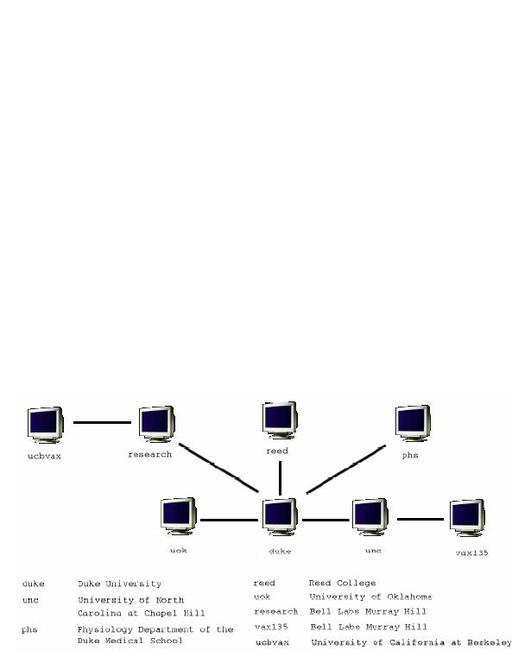 ucbvax
research
reed
phs
uok
duke
unc
vax135
duke Duke University
unc University of North
Carolina at Chapel Hill
phs Physiology Department of the
Duke Medical School
reed Reed College
uok University of Oklahoma
research Bell Labs Murray Hill
vax135 Bell Labs Murray Hill
ucbvax University of California at Berkeley